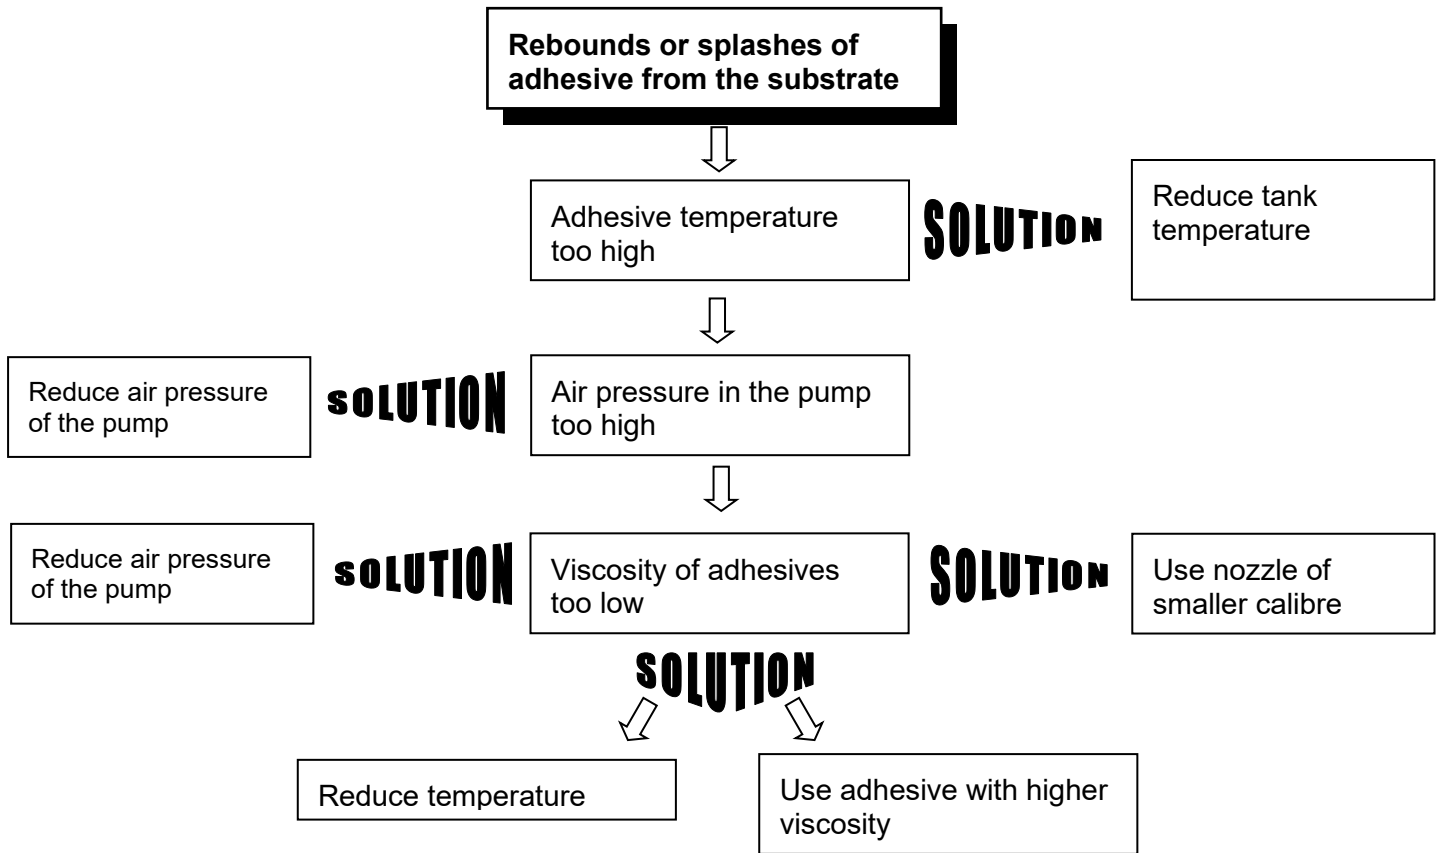 Rebounds or splashes of
adhesive from the substrate
Adhesive temperature
too high
SOLUTION
Reduce tank
temperature
Reduce air pressure
of the pump
SOLUTION
Air pressure in the pump
too high
Reduce air pressure
of the pump
SOLUTION
Viscosity of adhesives
too low
SOLUTION
Use nozzle of
smaller calibre
SOLUTION
Reduce temperature
Use adhesive with higher
viscosity